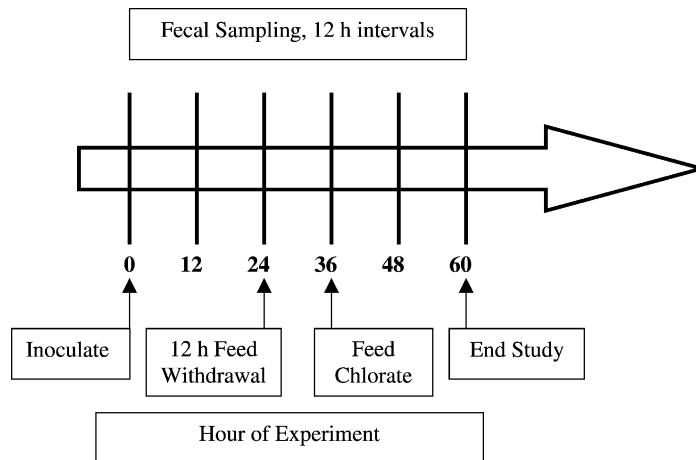 Fecal Sampling, 12 h intervals
0 12 24 36 48 60
Inoculate
12 h Feed
Withdrawal
Feed
Chlorate
End Study
Hour of Experiment